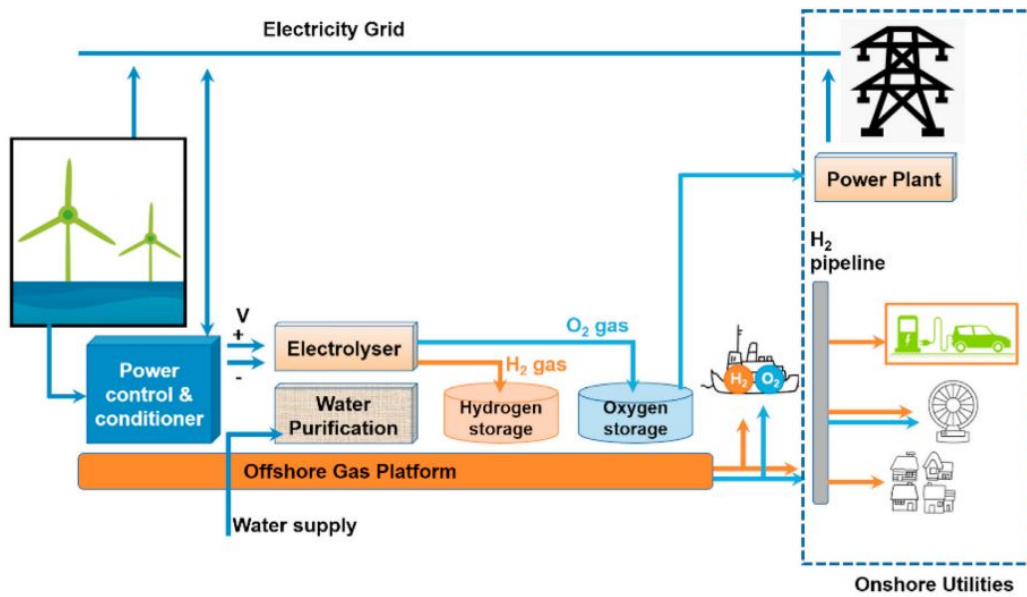 Electricity Grid
Power Plant
H₂
pipeline
V
+
-
Power
control &
conditioner
Electrolyser
O₂ gas
H₂ gas
Water
Purification
Hydrogen
storage
Oxygen
storage
H₂
O₂
Offshore Gas Platform
Water supply
Onshore Utilities